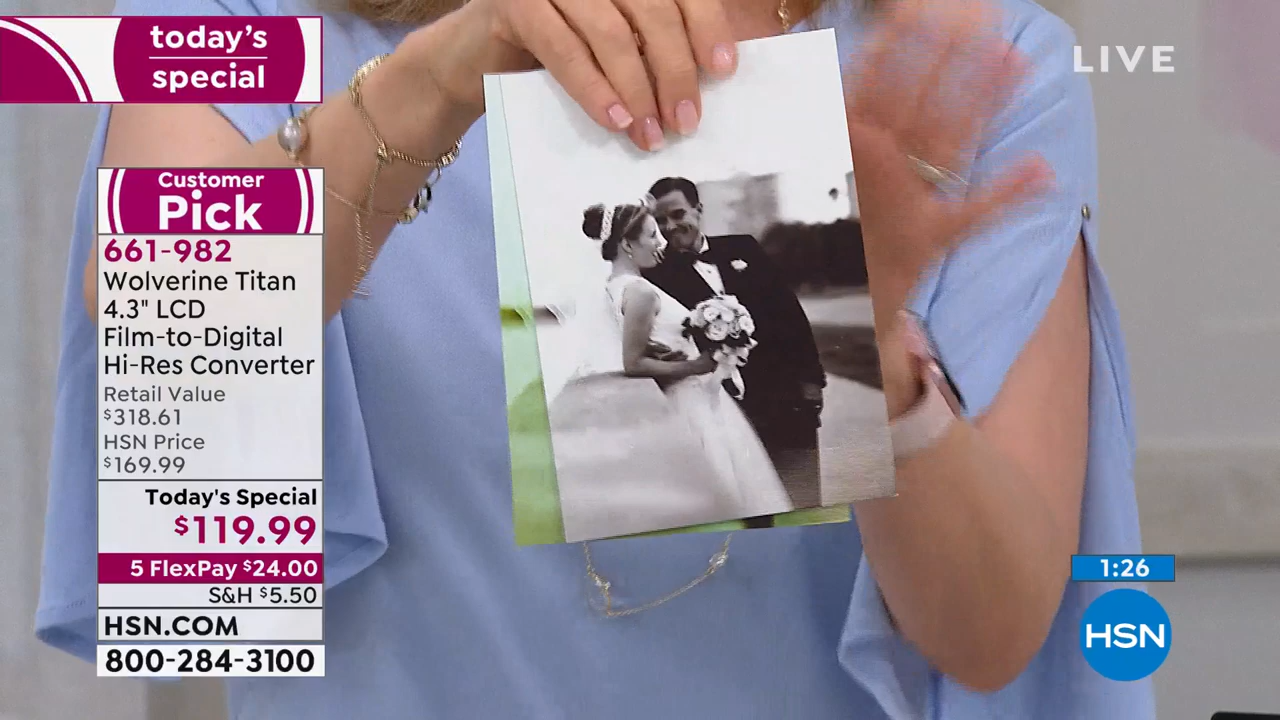 today's
special
LIVE
Customer
Pick
661-982
Wolverine Titan
4.3" LCD
Film-to-Digital
Hi-Res Converter
Retail Value
$318.61
HSN Price
$169.99
Today's Special
$119.99
5 FlexPay $24.00
S&H $5.50
HSN.COM
800-284-3100
1:26
HSN